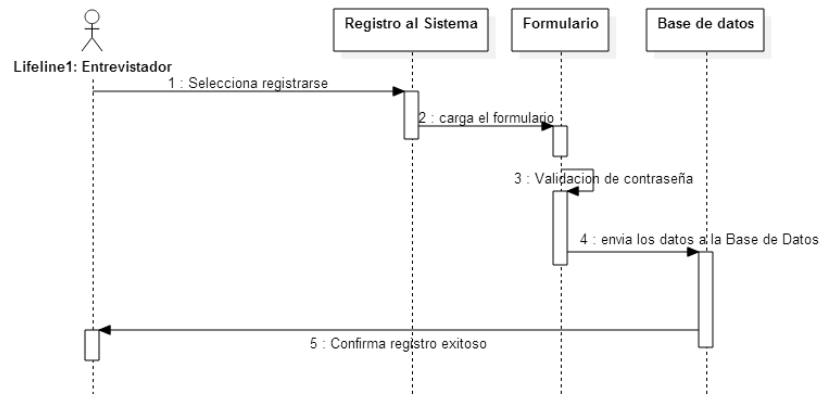 Registro al Sistema
Formulario
Base de datos
Lifeline1: Entrevistador
1 : Selecciona registrarse
2 : carga el formulario
3 : Validacion de contraseña
4 : envia los datos a la Base de Datos
5 : Confirma registro exitoso